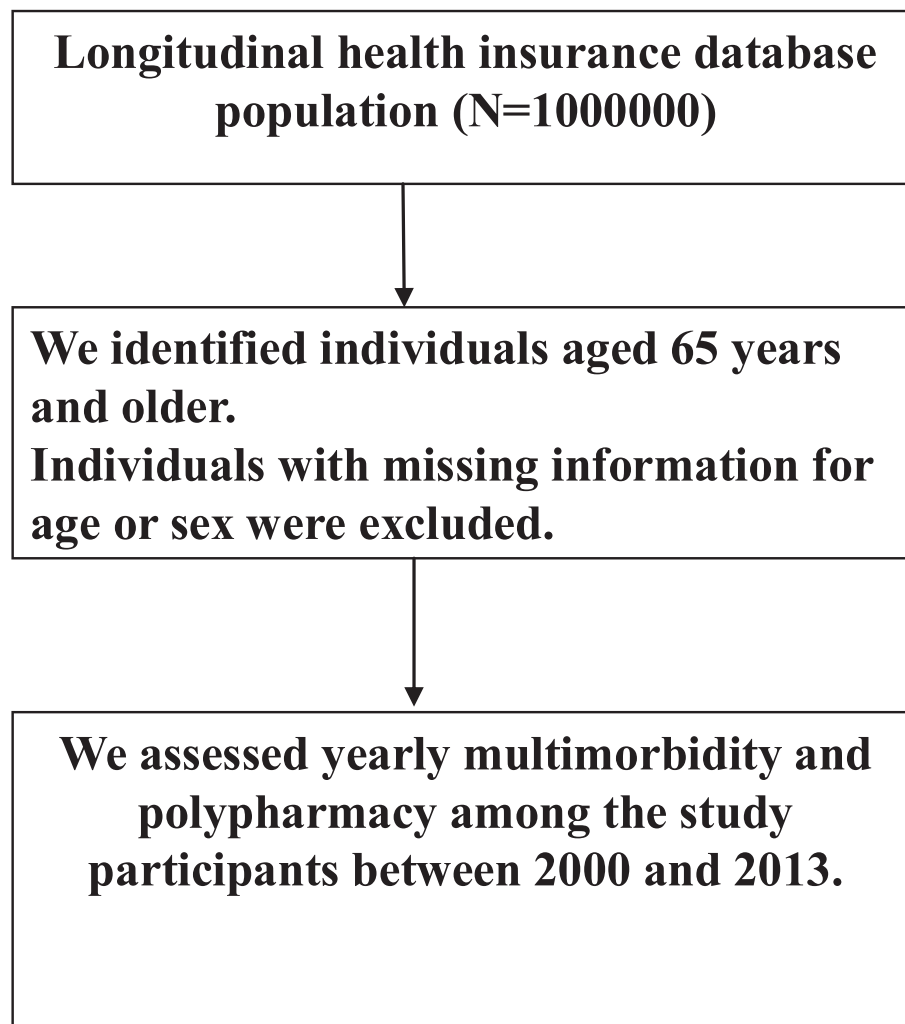 Longitudinal health insurance database
population (N=1000000)
We identified individuals aged 65 years
and older.
Individuals with missing information for
age or sex were excluded.
We assessed yearly multimorbidity and
polypharmacy among the study
participants between 2000 and 2013.